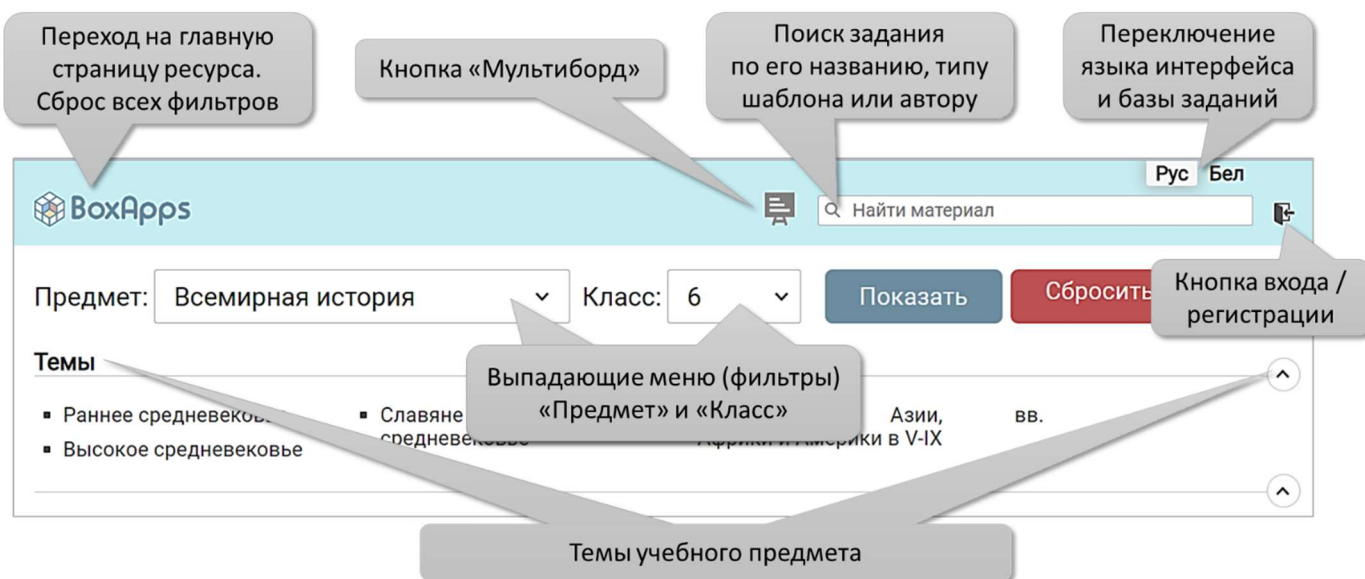 Переход на главную
страницу ресурса.
Сброс всех фильтров
Кнопка «Мультиборд»
Поиск задания
по его названию, типу
шаблона или автору
Переключение
языка интерфейса
и базы заданий
Рус Бел
BoxApps
Найти материал
Предмет: Всемирная история Класс: 6 Показать Сбросить
Кнопка входа /
регистрации
Темы
Выпадающие меню (фильтры)
«Предмет» и «Класс»
▪ Раннее средневековье ▪ Славяне Азии, вв.
▪ Высокое средневековье средневековье Африки и Америки в V-IX
Темы учебного предмета